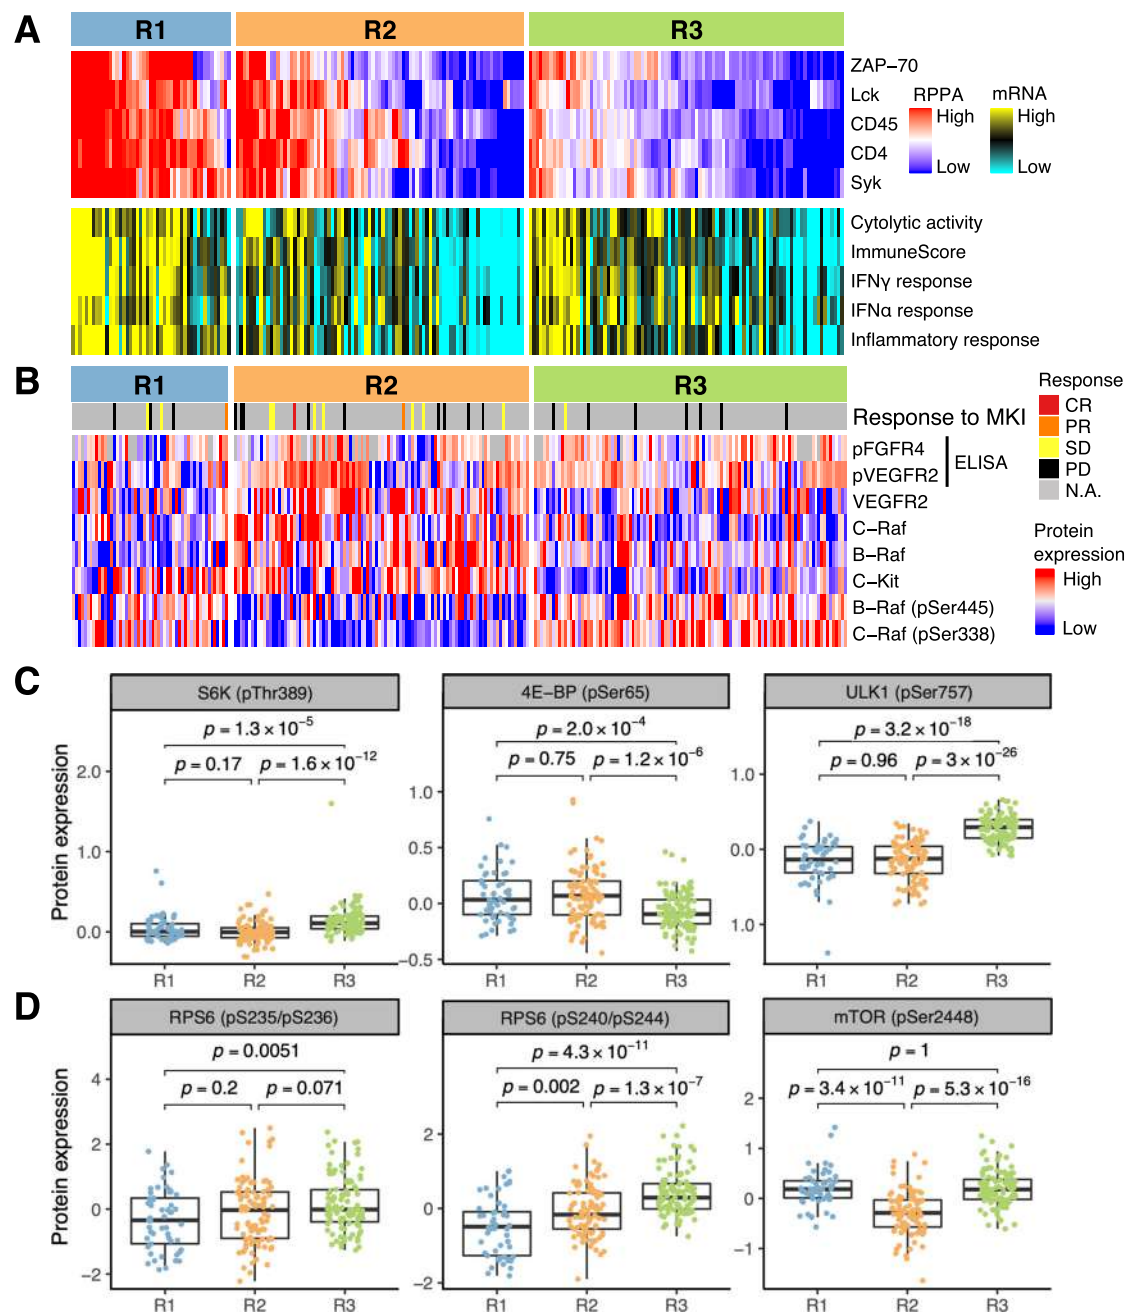 A
R1
R2
R3
ZAP−70
Lck
CD45
CD4
Syk
RPPA
mRNA
High
Low
High
Low
Cytolytic activity
ImmuneScore
IFNγ response
IFNα response
Inflammatory response
B
R1
R2
R3
Response to MKI
pFGFR4
pVEGFR2
ELISA
VEGFR2
C−Raf
B−Raf
C−Kit
B−Raf (pSer445)
C−Raf (pSer338)
Response
CR
PR
SD
PD
N.A.
Protein
expression
High
Low
C
Protein expression
S6K (pThr389)
p = 1.3 × 10−5
p = 0.17
p = 1.6 × 10−12
2.0
1.0
0.0
R1
R2
R3
4E−BP (pSer65)
p = 2.0 × 10−4
p = 0.75
p = 1.2 × 10−6
1.0
0.5
0.0
−0.5
R1
R2
R3
ULK1 (pSer757)
p = 3.2 × 10−18
p = 0.96
p = 3 × 10−26
1.0
0.0
1.0
R1
R2
R3
D
Protein expression
RPS6 (pS235/pS236)
p = 0.0051
p = 0.2
p = 0.071
4
2
0
−2
R1
R2
R3
RPS6 (pS240/pS244)
p = 4.3 × 10−11
p = 0.002
p = 1.3 × 10−7
2
0
−2
R1
R2
R3
mTOR (pSer2448)
p = 1
p = 3.4 × 10−11
p = 5.3 × 10−16
2
1
0
−1
R1
R2
R3